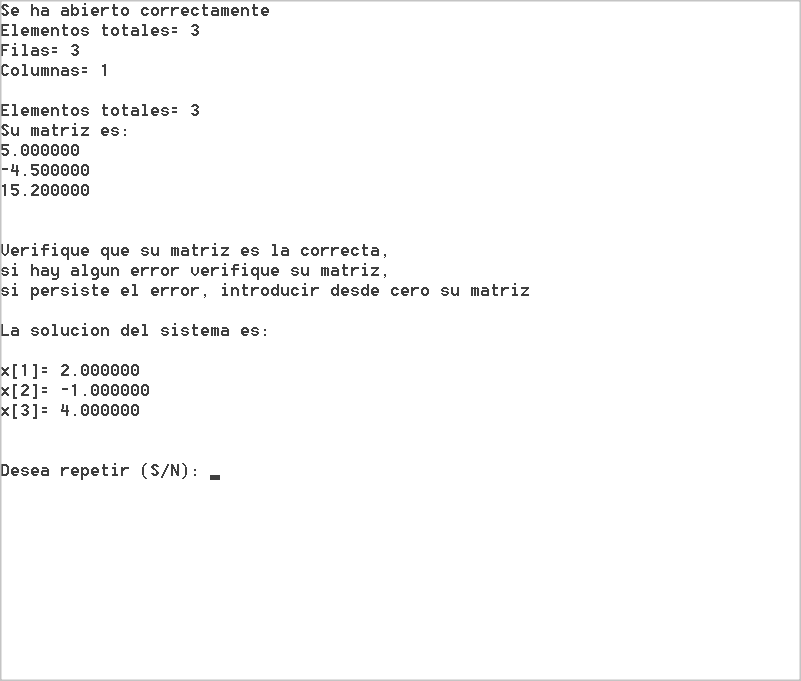 Se ha abierto correctamente
Elementos totales= 3
Filas= 3
Columnas= 1
Elementos totales= 3
Su matriz es:
5.000000
-4.500000
15.200000
Verifique que su matriz es la correcta,
si hay algun error verifique su matriz,
si persiste el error, introducir desde cero su matriz
La solucion del sistema es:
x[1]= 2.000000
x[2]= -1.000000
x[3]= 4.000000
Desea repetir (S/N): _